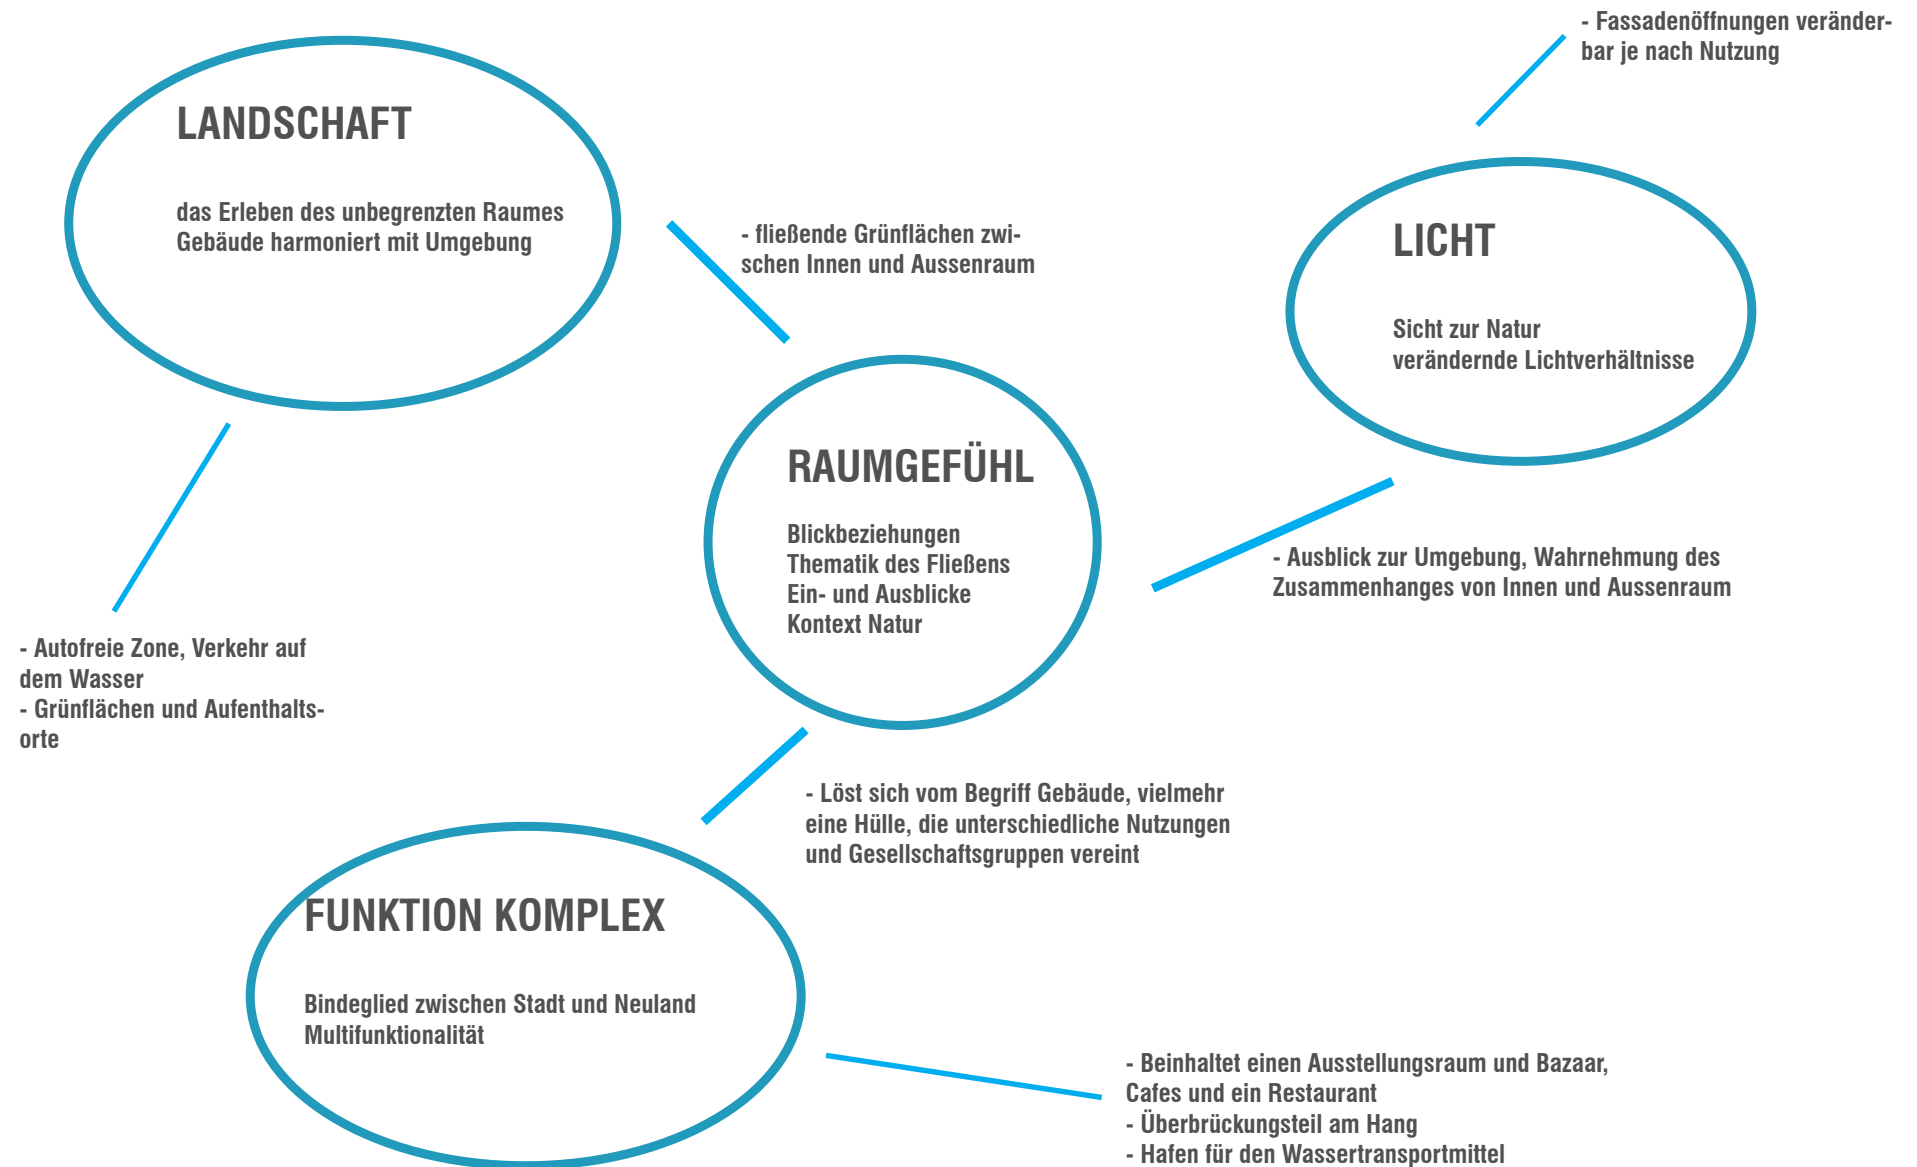 - Fassadenöffnungen veränder-
bar je nach Nutzung
LANDSCHAFT
das Erleben des unbegrenzten Raumes
Gebäude harmoniert mit Umgebung
- fließende Grünflächen zwi-
schen Innen und Aussenraum
LICHT
Sicht zur Natur
verändernde Lichtverhältnisse
RAUMGEFÜHL
Blickbeziehungen
Thematik des Fließens
Ein- und Ausblicke
Kontext Natur
- Ausblick zur Umgebung, Wahrnehmung des
Zusammenhanges von Innen und Aussenraum
- Autofreie Zone, Verkehr auf
dem Wasser
- Grünflächen und Aufenthalts-
orte
- Löst sich vom Begriff Gebäude, vielmehr
eine Hülle, die unterschiedliche Nutzungen
und Gesellschaftsgruppen vereint
FUNKTION KOMPLEX
Bindeglied zwischen Stadt und Neuland
Multifunktionalität
- Beinhaltet einen Ausstellungsraum und Bazaar,
Cafes und ein Restaurant
- Überbrückungsteil am Hang
- Hafen für den Wassertransportmittel